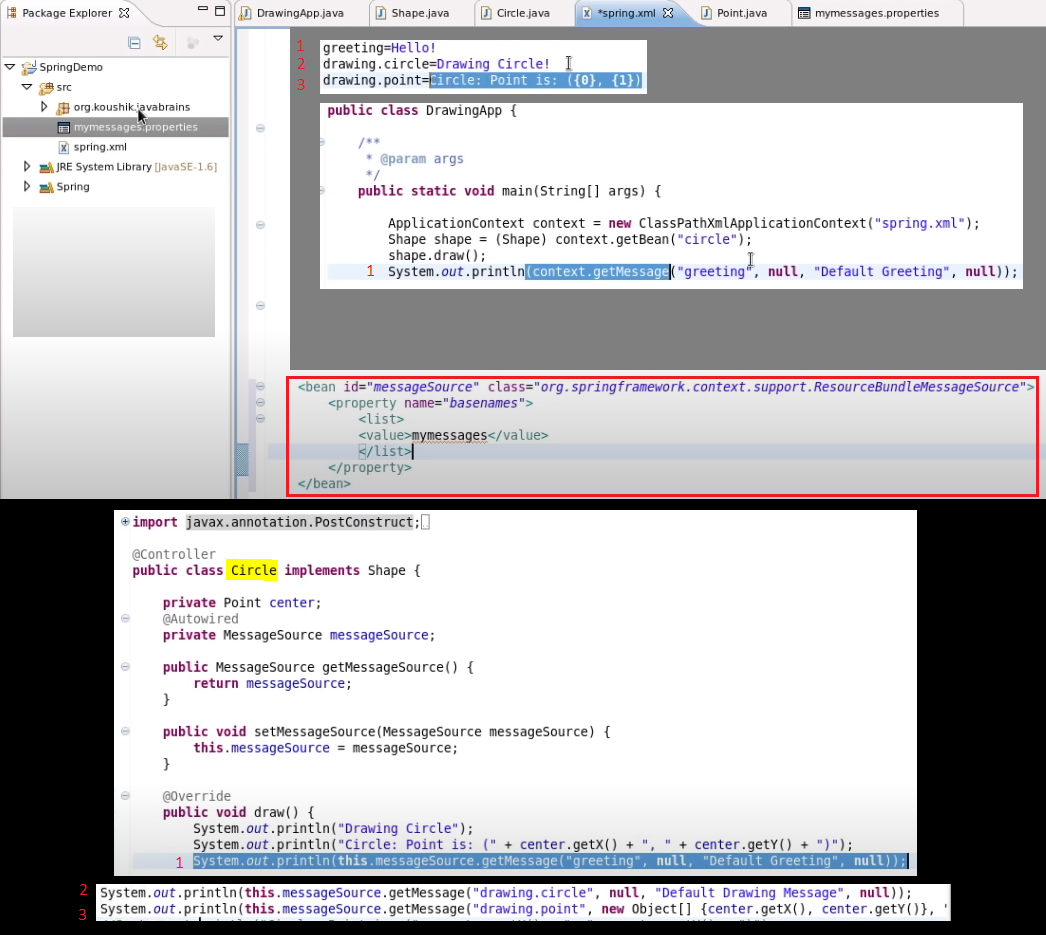 Package Explorer
DrawingApp.java
Shape.java
Circle.java
*spring.xml
Point.java
mymessages.properties
SpringDemo
src
org.koushik.javabrains
mymessages.properties
spring.xml
JRE System Library [JavaSE-1.6]
Spring
1 greeting=Hello!
2 drawing.circle=Drawing Circle!
3 drawing.point=Circle: Point is: ({0}, {1})
public class DrawingApp {
/**
* @param args
*/
public static void main(String[] args) {
ApplicationContext context = new ClassPathXmlApplicationContext("spring.xml");
Shape shape = (Shape) context.getBean("circle");
shape.draw();
1 System.out.println(context.getMessage("greeting", null, "Default Greeting", null));
<bean id="messageSource" class="org.springframework.context.support.ResourceBundleMessageSource">
<property name="basenames">
<list>
<value>mymessages</value>
</list>
</property>
</bean>
import javax.annotation.PostConstruct;
@Controller
public class Circle implements Shape {
private Point center;
@Autowired
private MessageSource messageSource;
public MessageSource getMessageSource() {
return messageSource;
}
public void setMessageSource(MessageSource messageSource) {
this.messageSource = messageSource;
}
@Override
public void draw() {
System.out.println("Drawing Circle");
System.out.println("Circle: Point is: (" + center.getX() + ", " + center.getY() + ")");
1 System.out.println(this.messageSource.getMessage("greeting", null, "Default Greeting", null));
2 System.out.println(this.messageSource.getMessage("drawing.circle", null, "Default Drawing Message", null));
3 System.out.println(this.messageSource.getMessage("drawing.point", new Object[] {center.getX(), center.getY()}, '